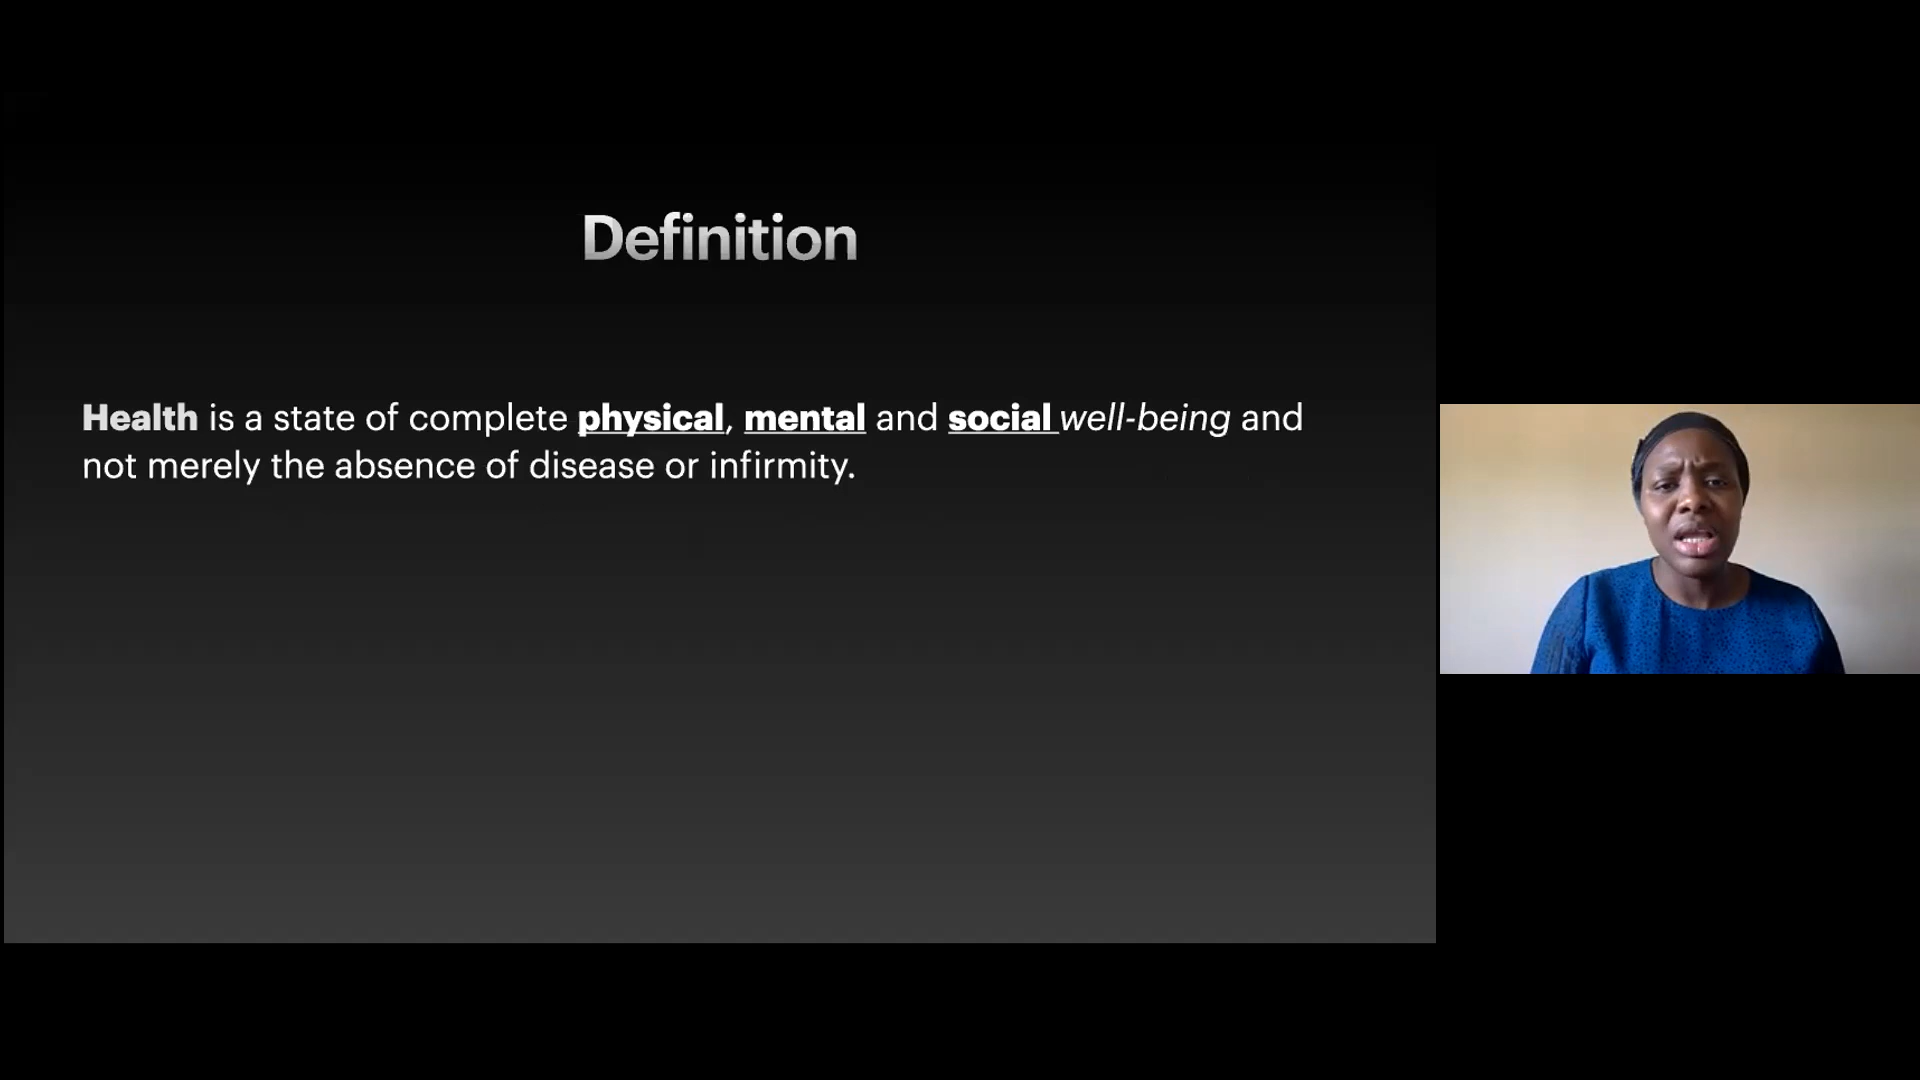 Definition
Health is a state of complete physical, mental and social well-being and
not merely the absence of disease or infirmity.